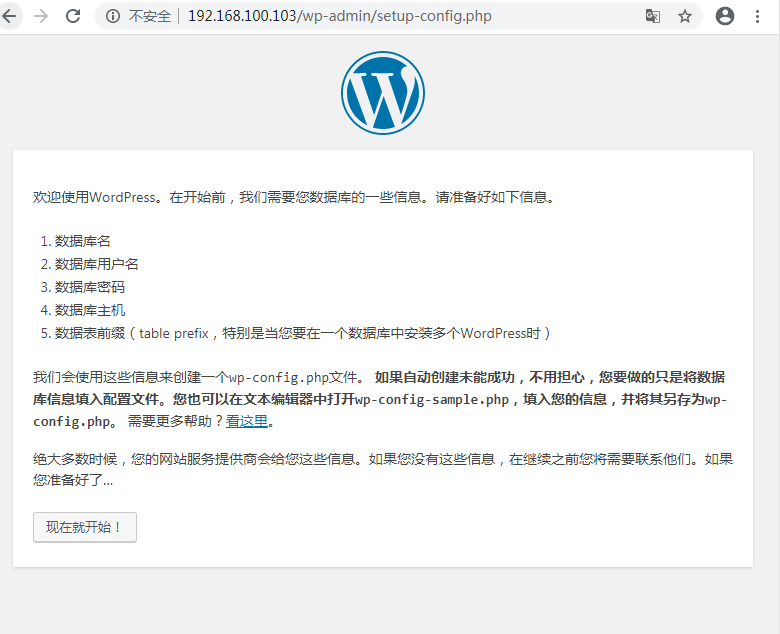 不安全 192.168.100.103/wp-admin/setup-config.php
欢迎使用WordPress。在开始前，我们需要您数据库的一些信息。请准备好如下信息。
1. 数据库名
2. 数据库用户名
3. 数据库密码
4. 数据库主机
5. 数据表前缀（table prefix，特别是当您要在一个数据库中安装多个WordPress时）
我们会使用这些信息来创建一个wp-config.php文件。 如果自动创建未能成功，不用担心，您要做的只是将数据
库信息填入配置文件。您也可以在文本编辑器中打开wp-config-sample.php，填入您的信息，并将其另存为wp-
config.php。 需要更多帮助？看这里。
绝大多数时候，您的网站服务提供商会给您这些信息。如果您没有这些信息，在继续之前您将需要联系他们。如果
您准备好了…
现在就开始！